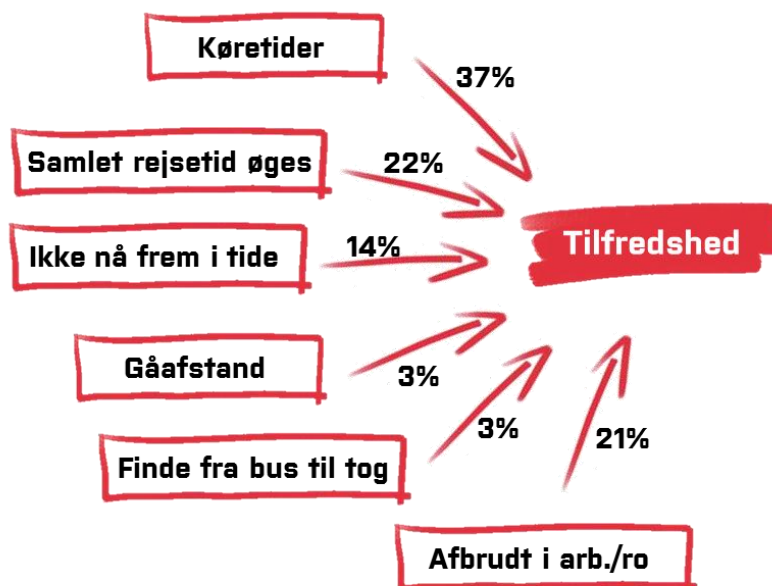 Køretider
37%
Samlet rejsetid øges
22%
Ikke nå frem i tide
14%
Tilfredshed
Gåafstand
3%
Finde fra bus til tog
3%
21%
Afbrudt i arb./ro